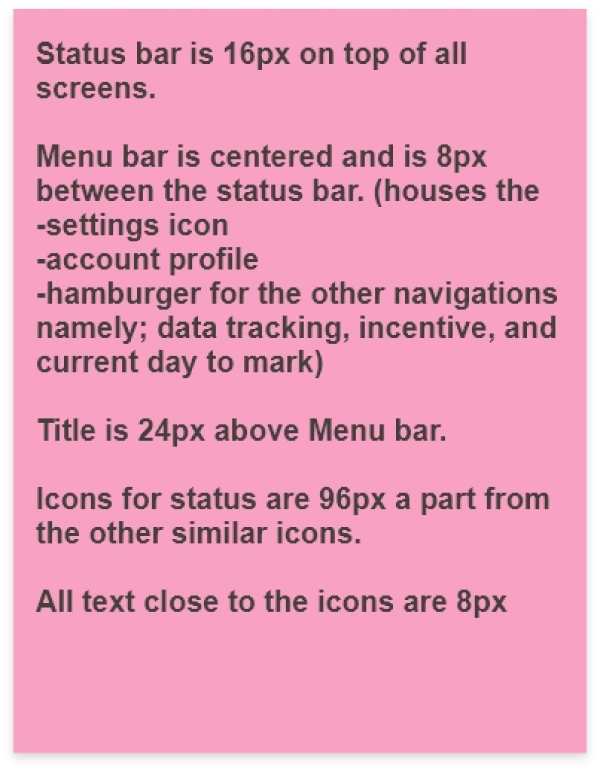 Status bar is 16px on top of all
screens.
Menu bar is centered and is 8px
between the status bar. (houses the
-settings icon
-account profile
-hamburger for the other navigations
namely; data tracking, incentive, and
current day to mark)
Title is 24px above Menu bar.
Icons for status are 96px a part from
the other similar icons.
All text close to the icons are 8px